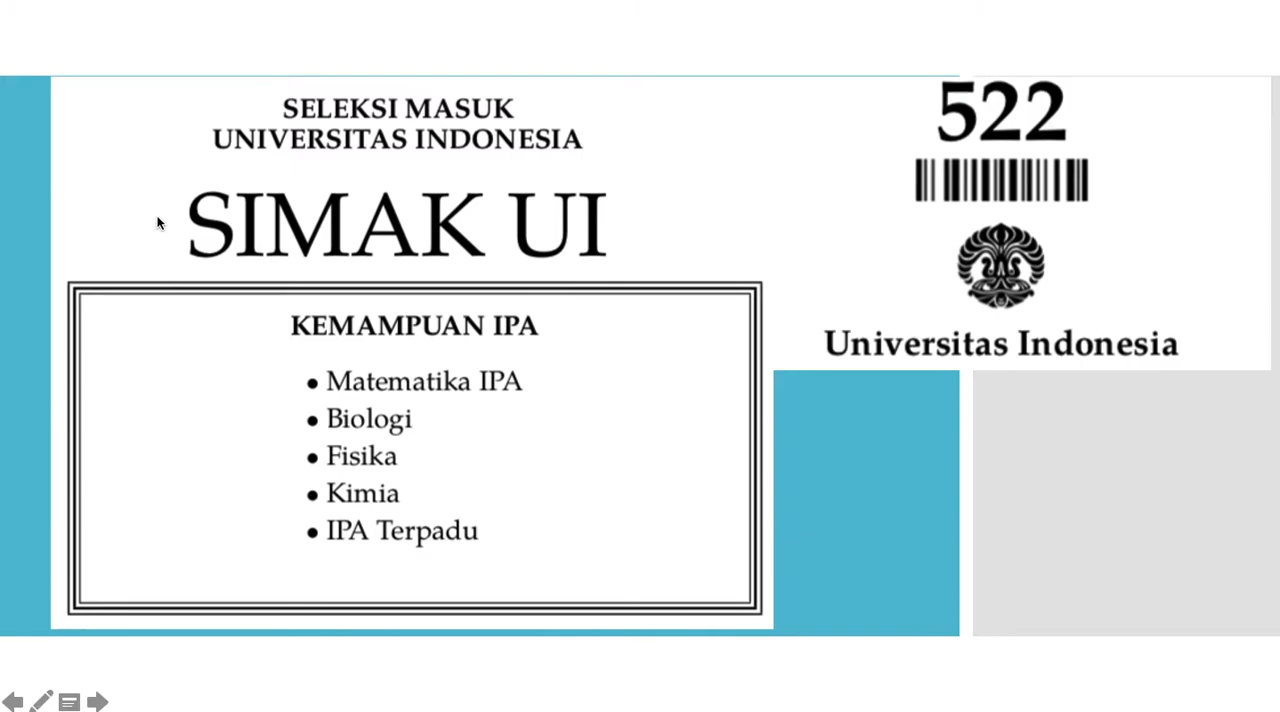 SELEKSI MASUK
UNIVERSITAS INDONESIA
SIMAK UI
KEMAMPUAN IPA
• Matematika IPA
• Biologi
• Fisika
• Kimia
• IPA Terpadu
522
Universitas Indonesia